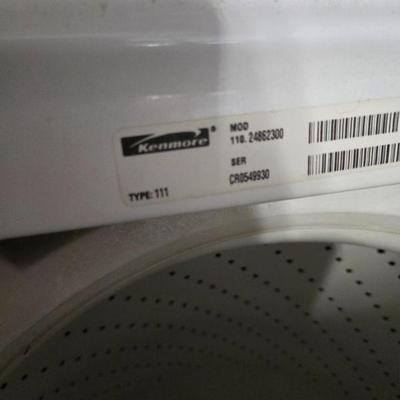 MOD
110. 24862300
Kenmore®
SER
CR0549930
TYPE: 111